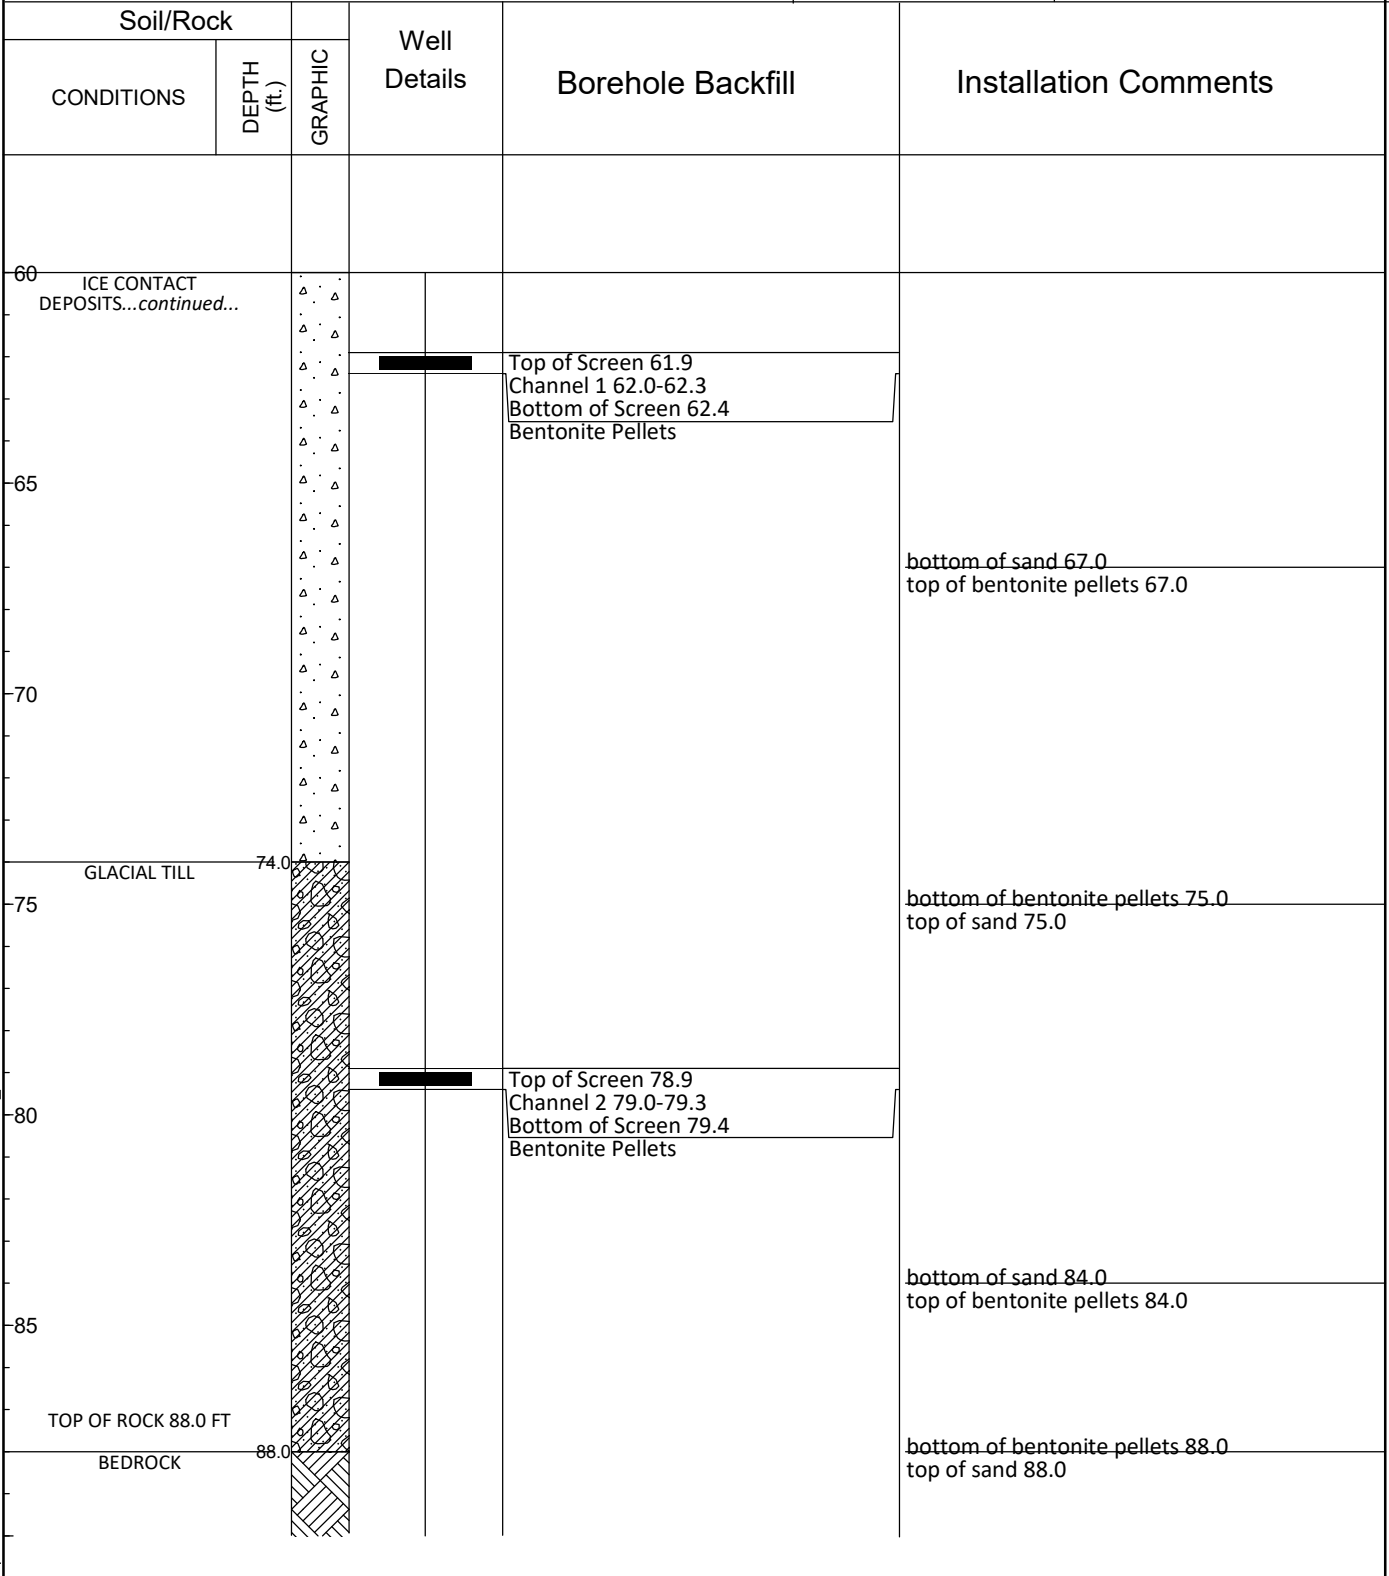 Soil/Rock
CONDITIONS
DEPTH
(ft.)
GRAPHIC
Well
Details
Borehole Backfill
Installation Comments
60
ICE CONTACT
DEPOSITS...continued...
Top of Screen 61.9
Channel 1 62.0-62.3
Bottom of Screen 62.4
Bentonite Pellets
65
bottom of sand 67.0
top of bentonite pellets 67.0
70
74.0
GLACIAL TILL
75
bottom of bentonite pellets 75.0
top of sand 75.0
Top of Screen 78.9
Channel 2 79.0-79.3
Bottom of Screen 79.4
Bentonite Pellets
80
bottom of sand 84.0
top of bentonite pellets 84.0
85
TOP OF ROCK 88.0 FT
88.0
BEDROCK
bottom of bentonite pellets 88.0
top of sand 88.0